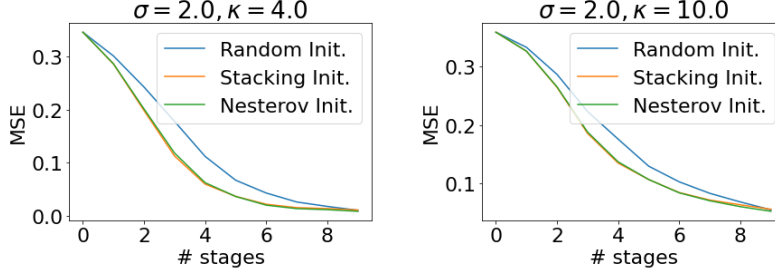 σ = 2.0, κ = 4.0
MSE
0.3
0.2
0.1
0.0
Random Init.
Stacking Init.
Nesterov Init.
0 2 4 6 8
# stages
σ = 2.0, κ = 10.0
MSE
0.3
0.2
0.1
Random Init.
Stacking Init.
Nesterov Init.
0 2 4 6 8
# stages